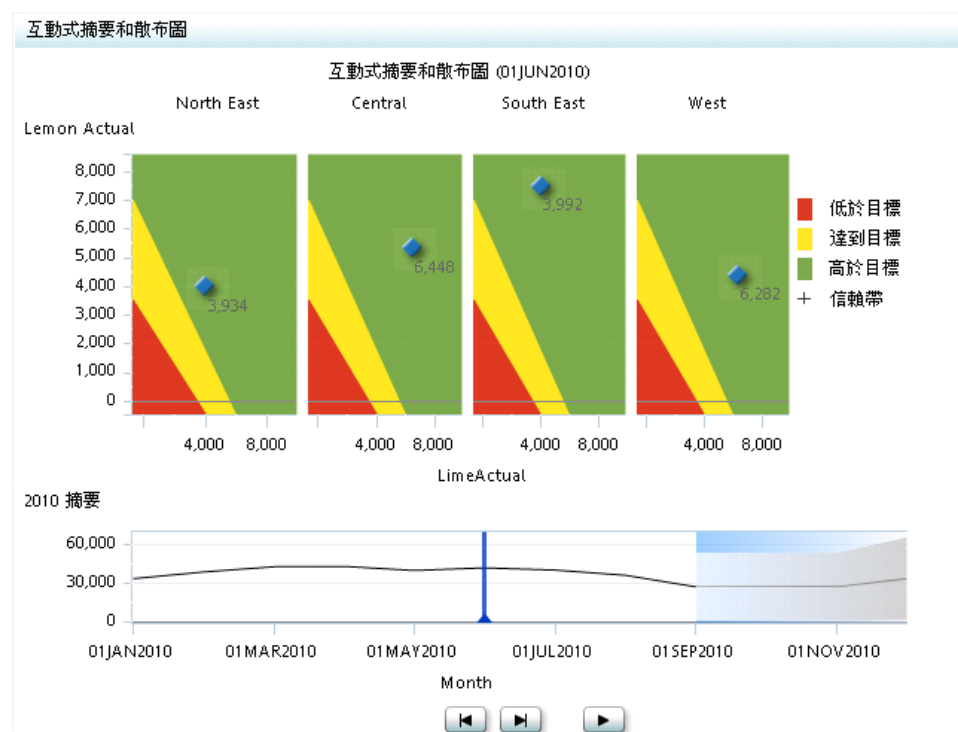 互動式摘要和散布圖
互動式摘要和散布圖 (01JUN2010)
North East Central South East West
Lemon Actual
8,000
7,000
6,000
5,000
4,000
3,000
2,000
1,000
0
3,934
6,448
3,992
6,282
低於目標
達到目標
高於目標
信賴帶
4,000 8,000 4,000 8,000 4,000 8,000 4,000 8,000
LimeActual
2010 摘要
60,000
30,000
0
01JAN2010 01MAR2010 01MAY2010 01JUL2010 01SEP2010 01NOV2010
Month